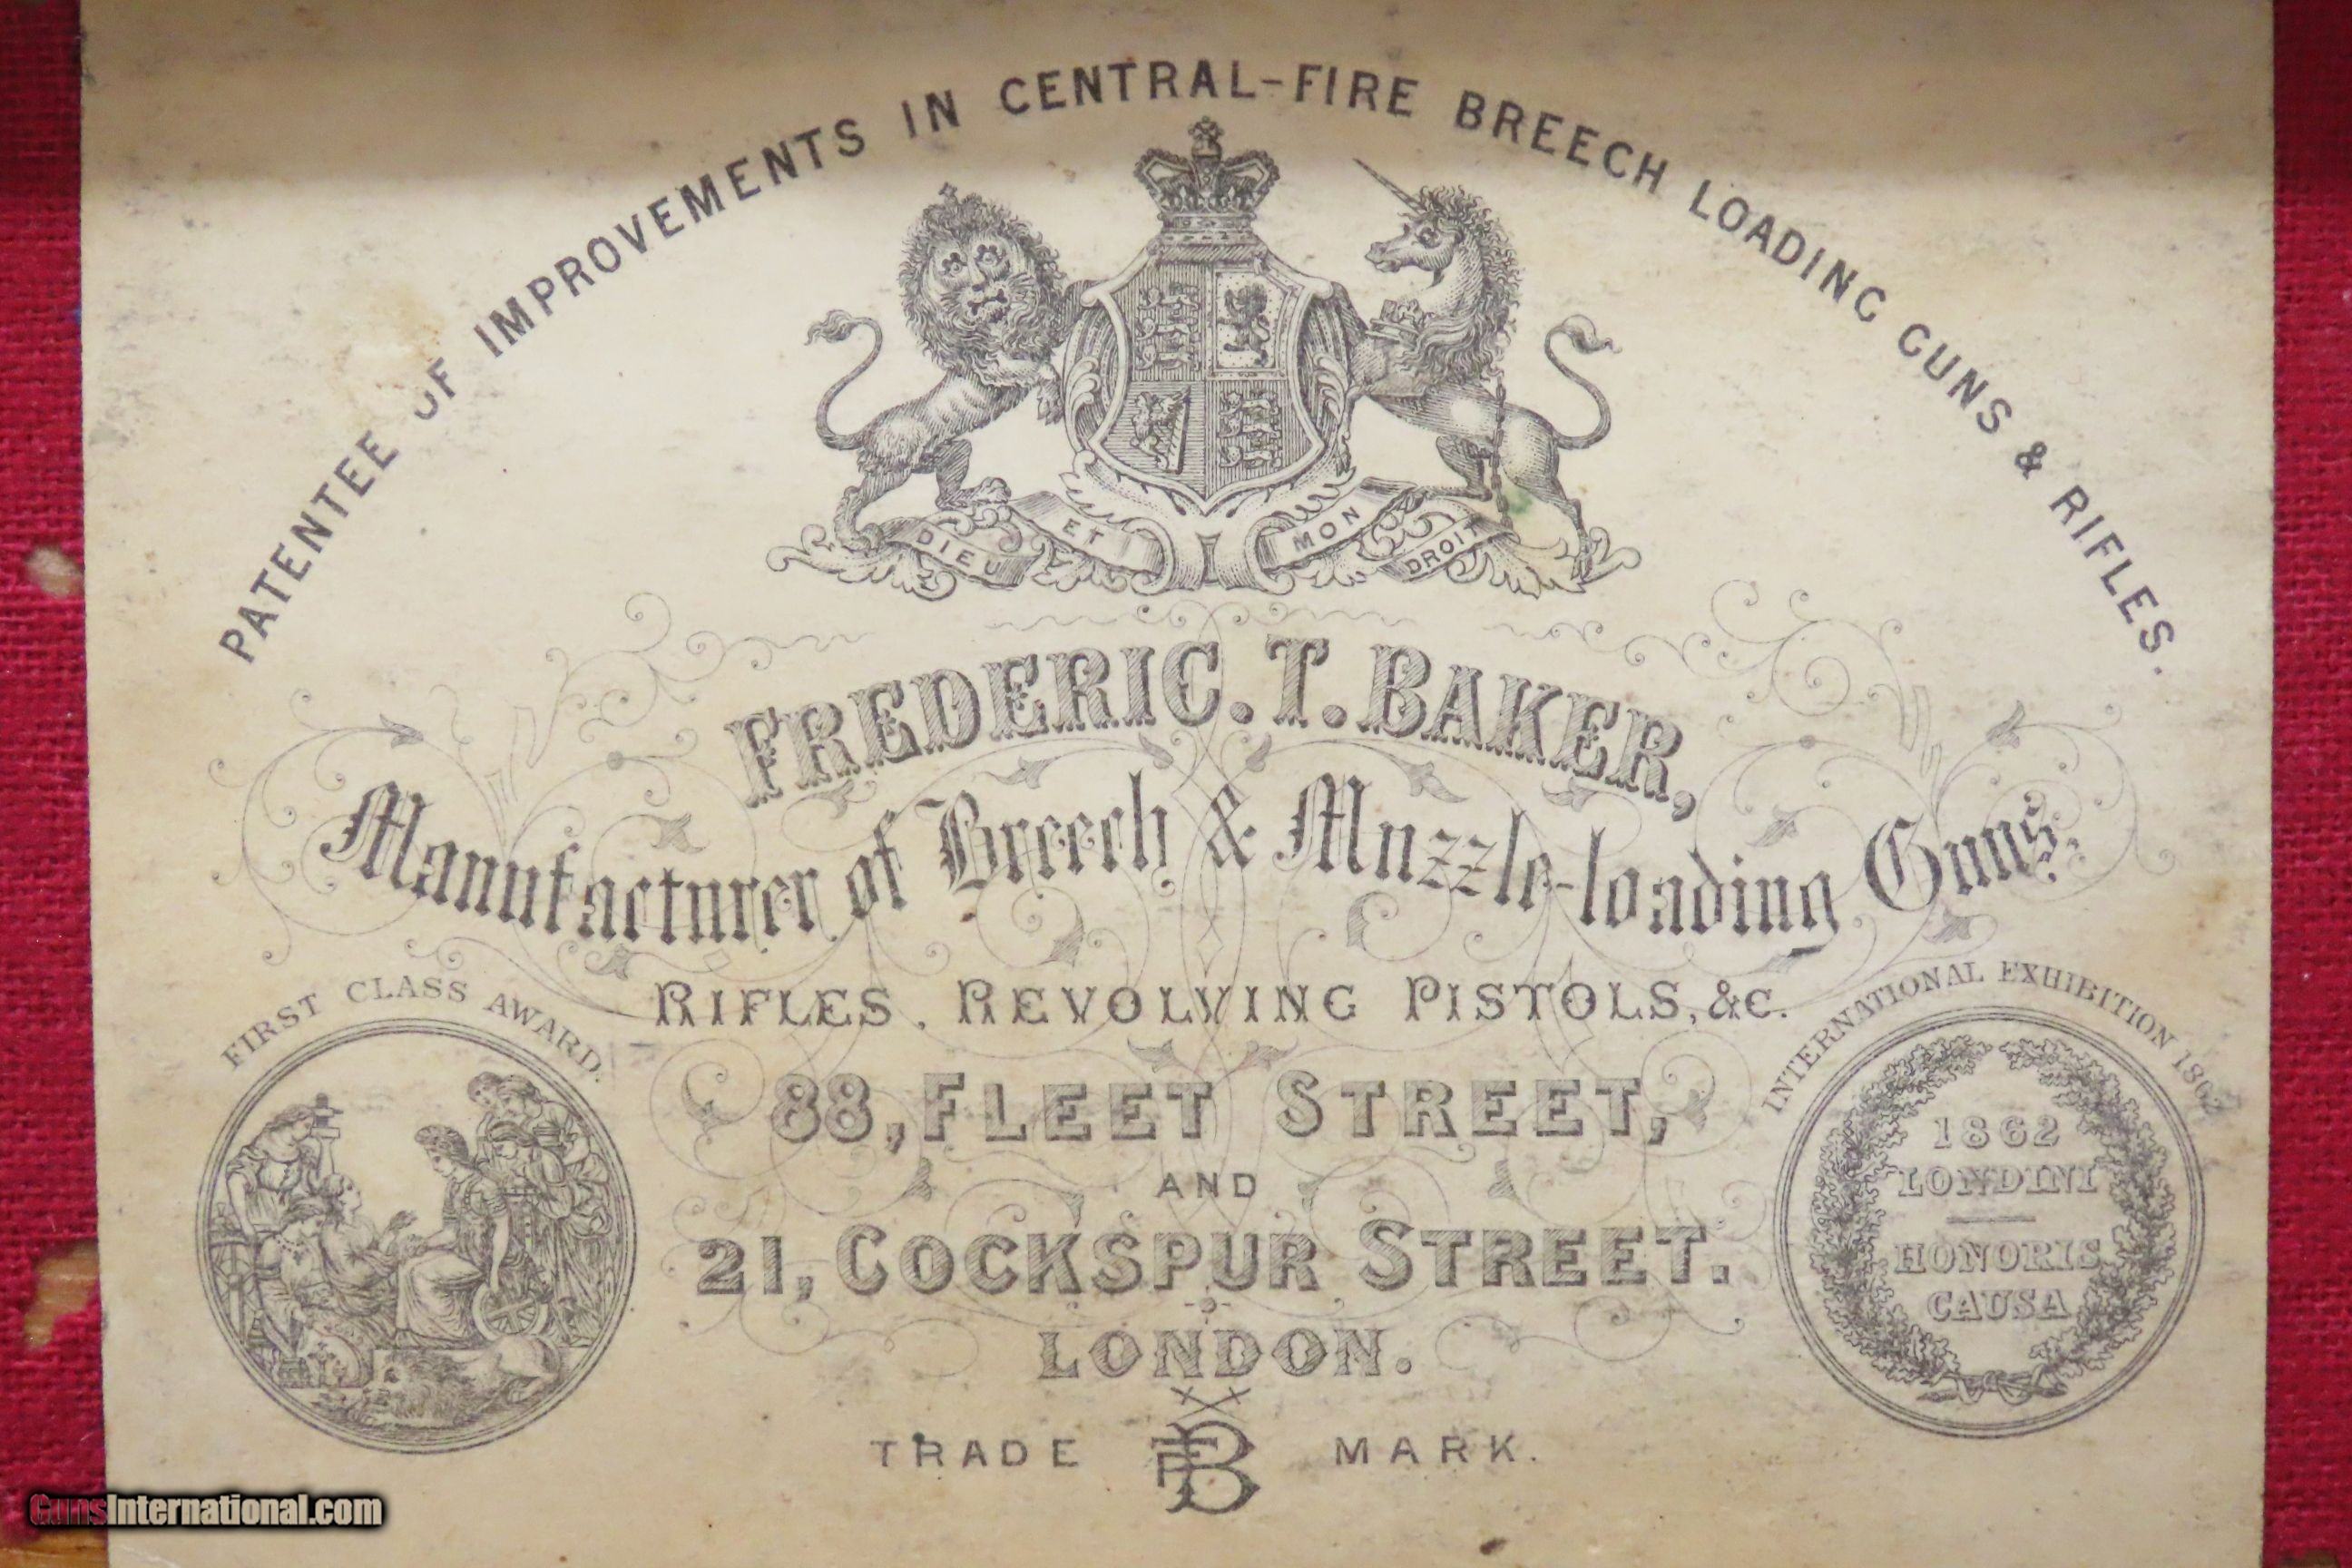 PATENTEE OF IMPROVEMENTS IN CENTRAL-FIRE BREECH LOADING GUNS & RIFLES.
DIEU ET MON DROIT
FREDERIC. T. BAKER,
Manufacturer of Breech & Muzzle-loading Guns,
RIFLES, REVOLVING PISTOLS, &C.
FIRST CLASS AWARD.
INTERNATIONAL EXHIBITION 1862
88, FLEET STREET,
AND
21, COCKSPUR STREET.
LONDON.
1862
LONDINI
HONORIS
CAUSA
TRADE FTB MARK.
GunsInternational.com